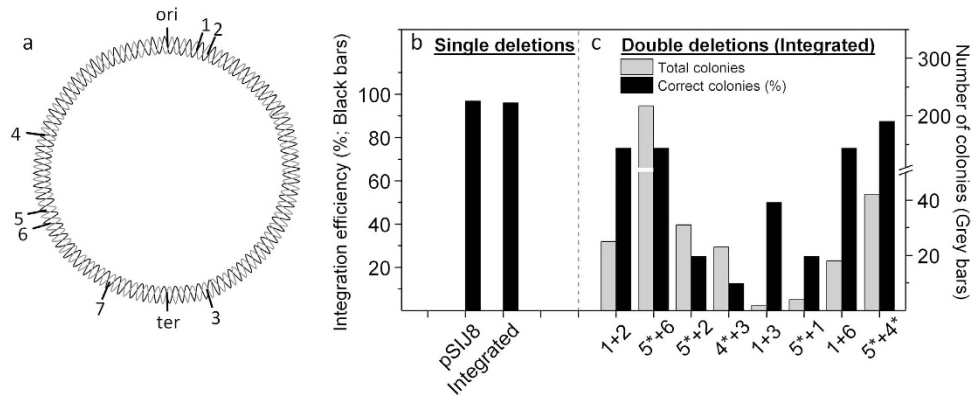 a
ori
1 2
4
5
6
7
ter
3
b Single deletions
Integration efficiency (%; Black bars)
100
80
60
40
20
pSIJ8
Integrated
c Double deletions (Integrated)
Total colonies
Correct colonies (%)
Number of colonies (Grey bars)
300
200
40
20
1+2
5*+6
5*+2
4*+3
1+3
5*+1
1+6
5*+4*